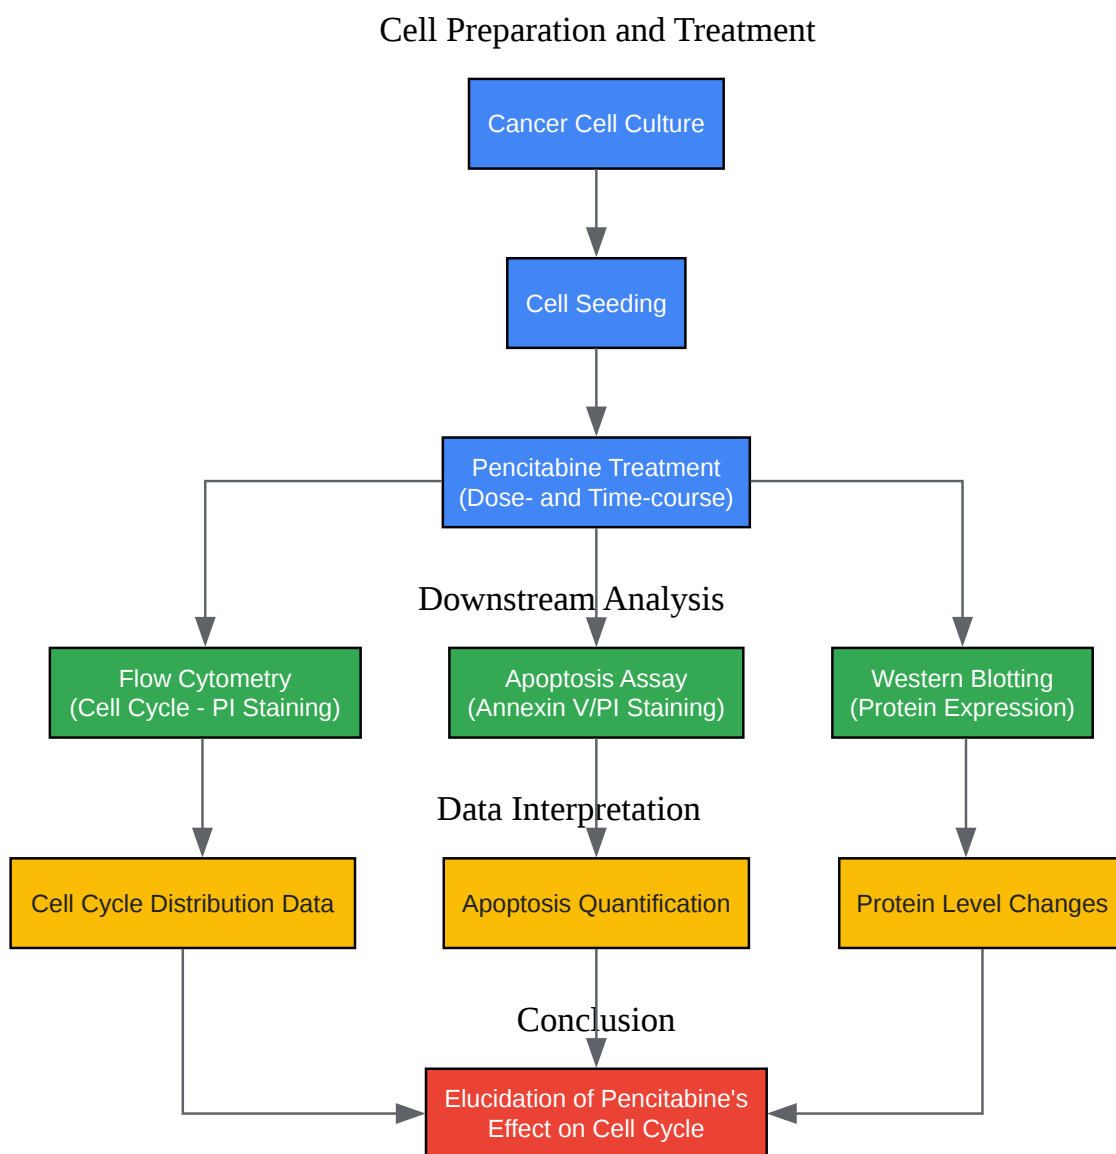 Cell Preparation and Treatment
Cancer Cell Culture
Cell Seeding
Pencitabine Treatment
(Dose- and Time-course)
Downstream Analysis
Flow Cytometry
(Cell Cycle - PI Staining)
Apoptosis Assay
(Annexin V/PI Staining)
Western Blotting
(Protein Expression)
Data Interpretation
Cell Cycle Distribution Data
Apoptosis Quantification
Protein Level Changes
Conclusion
Elucidation of Pencitabine's
Effect on Cell Cycle